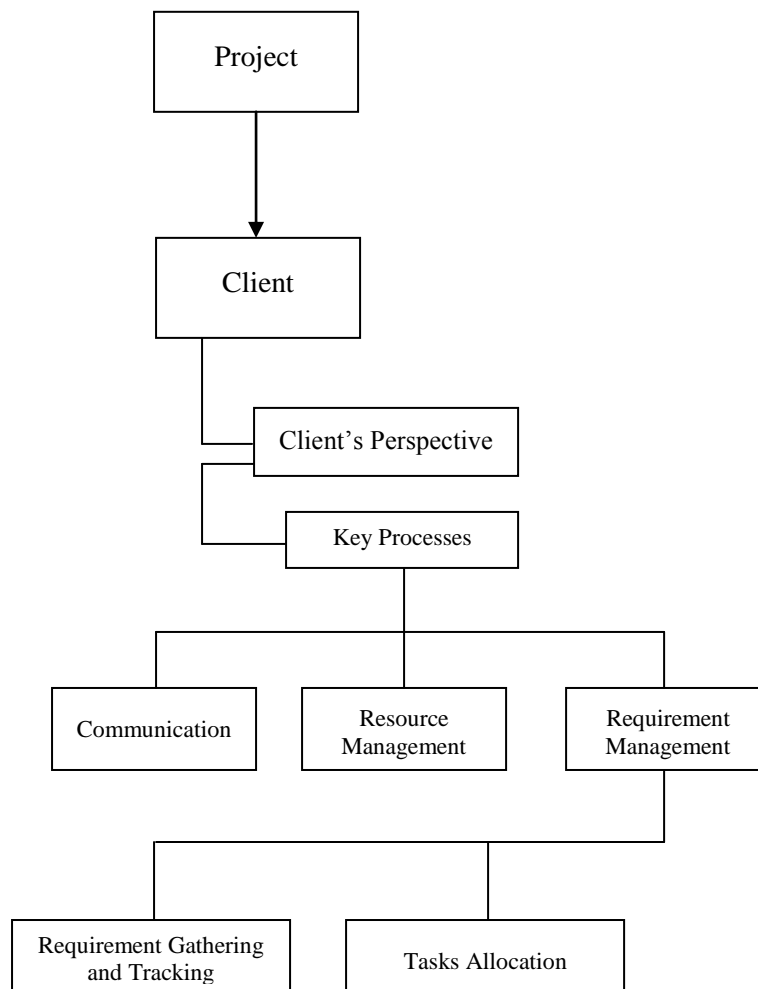 Project
Client
Client’s Perspective
Key Processes
Communication
Resource
Management
Requirement
Management
Requirement Gathering
and Tracking
Tasks Allocation